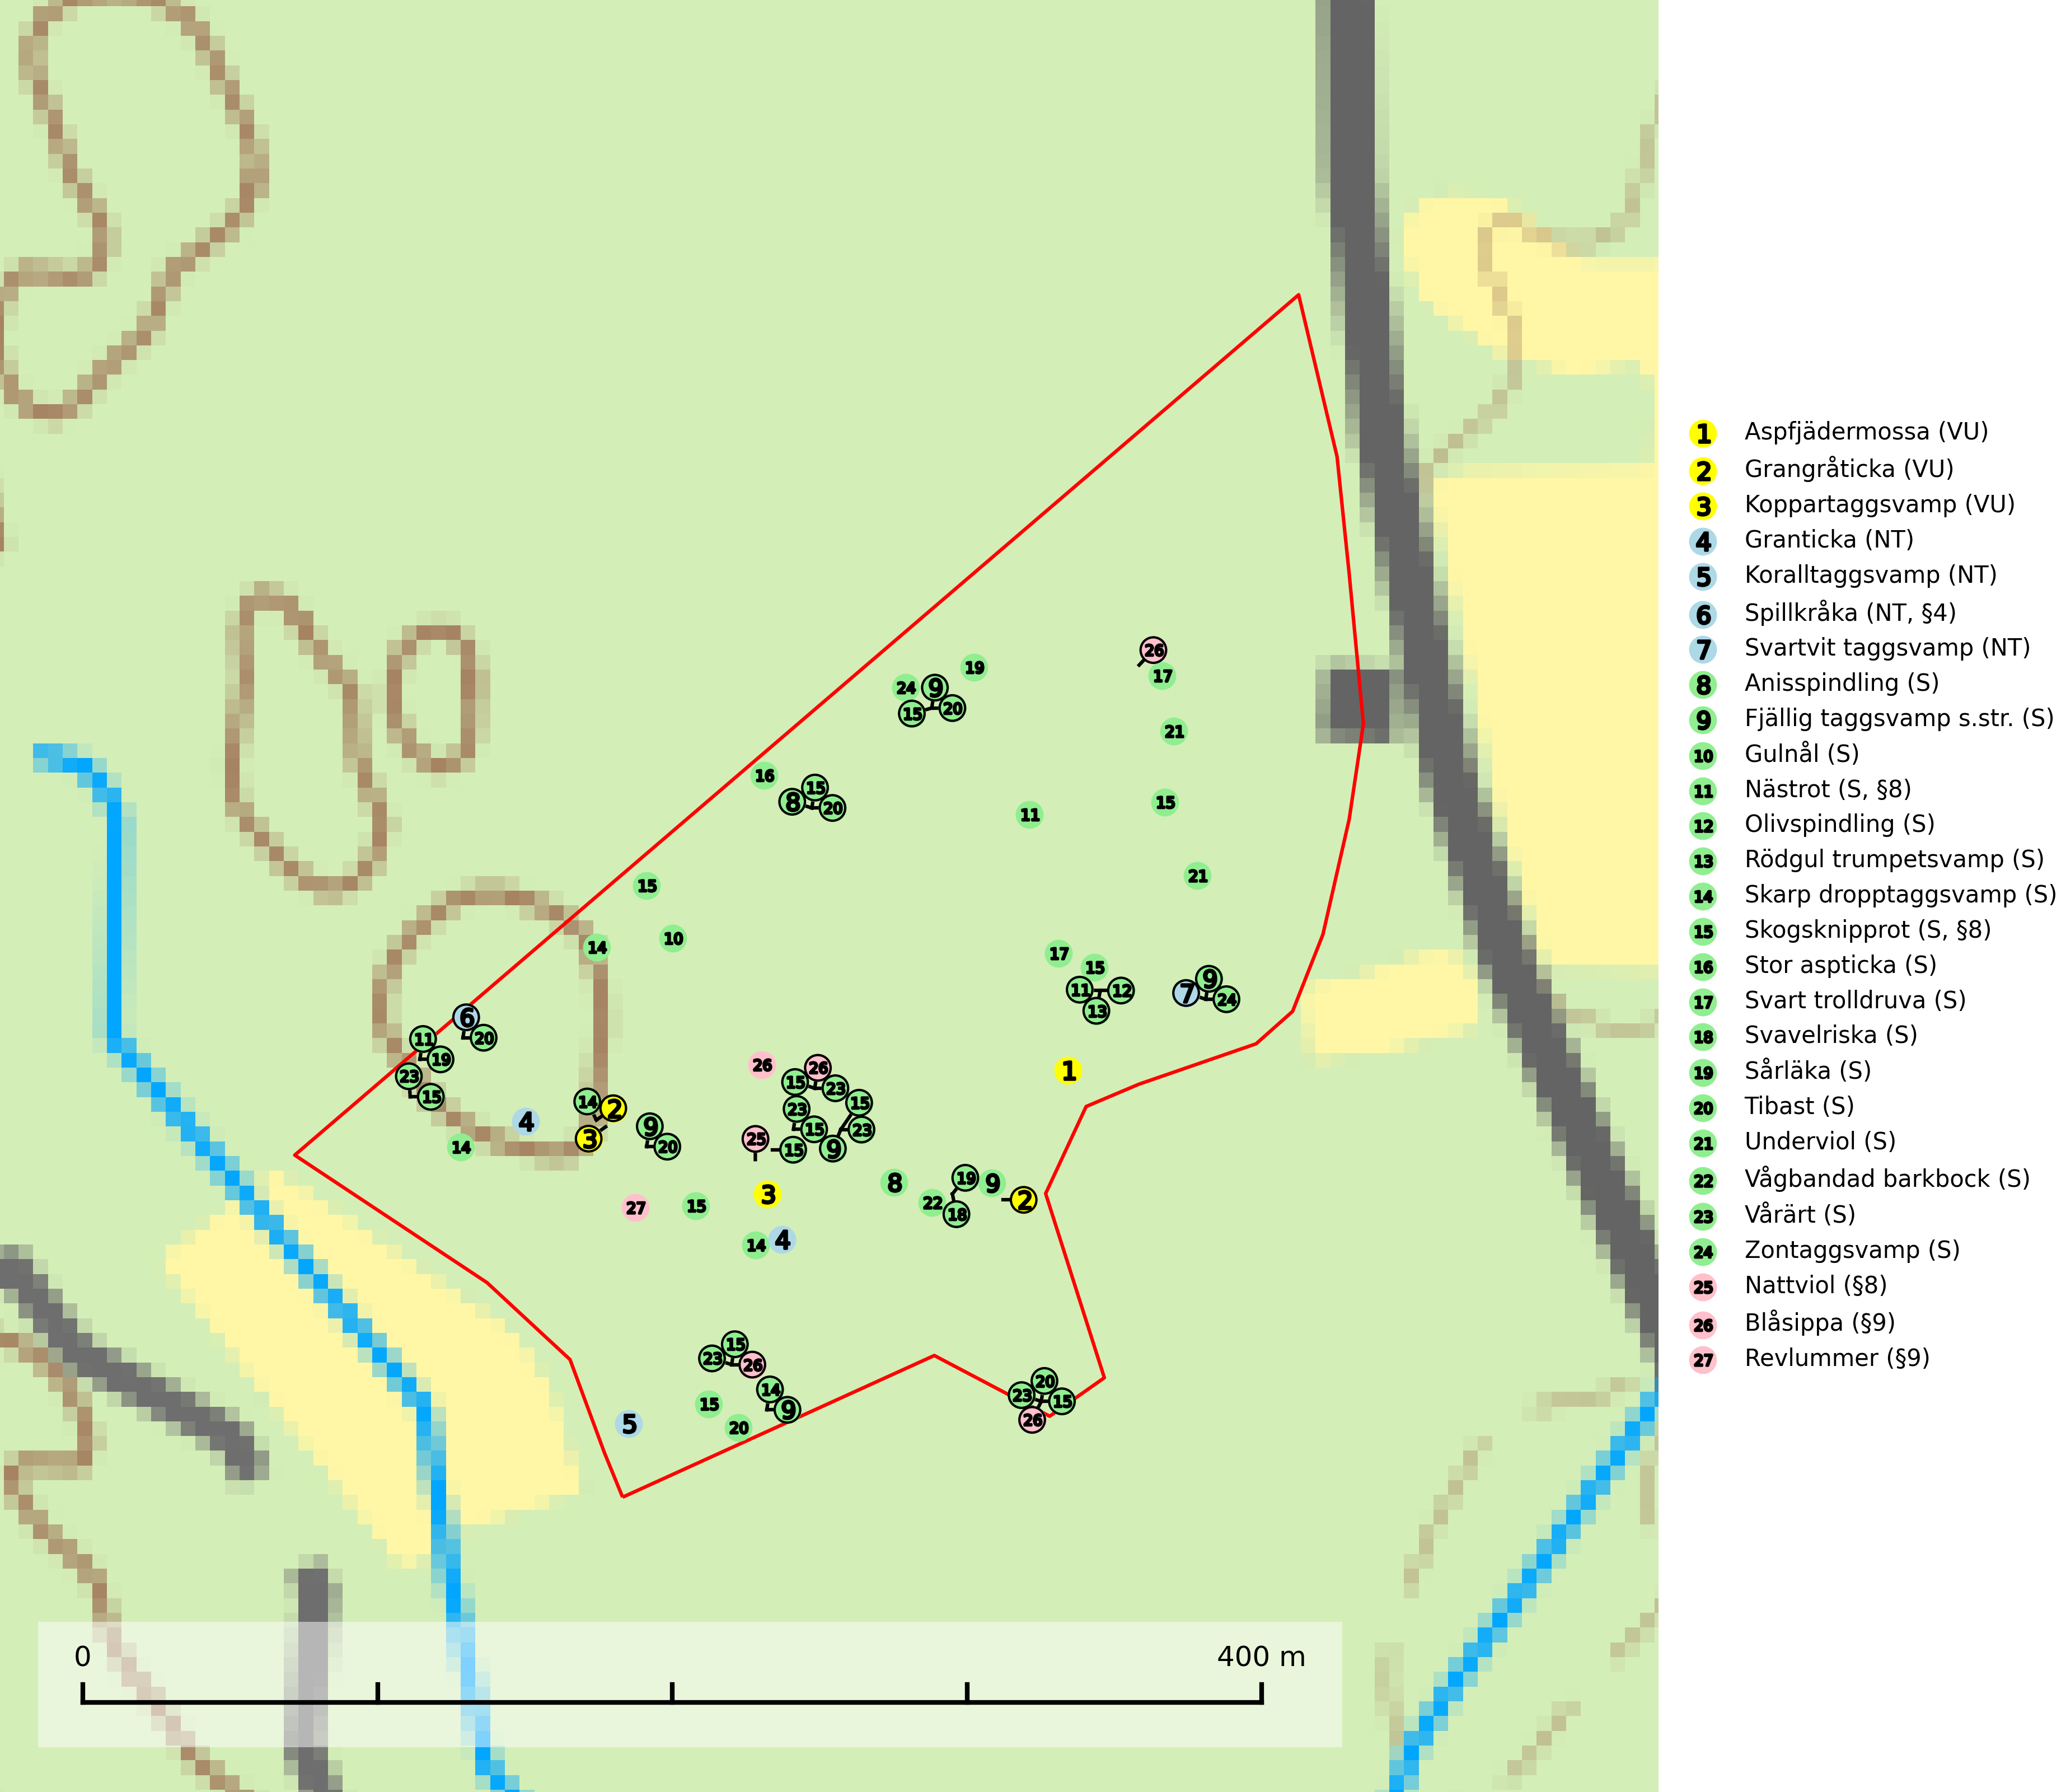 26
19
17
24 9
15 20
21
16
15
8 20
15
11
15
21
14
10
17
15
9
11 12
7 24
13
6
20
11
19
26
26
1
23
15
15 23
14 2
23 15
4
9
15 23
3
25
14
20
15 9
19
8
9
3
22
2
27
15
18
14 4
15
23
26
20
14
23
15
15
9
26
5
20
0 400 m
1 Aspfjädermossa (VU)
2 Grangråticka (VU)
3 Koppartaggsvamp (VU)
4 Granticka (NT)
5 Koralltaggsvamp (NT)
6 Spillkråka (NT, §4)
7 Svartvit taggsvamp (NT)
8 Anisspindling (S)
9 Fjällig taggsvamp s.str. (S)
10 Gulnål (S)
11 Nästrot (S, §8)
12 Olivspindling (S)
13 Rödgul trumpetsvamp (S)
14 Skarp dropptaggsvamp (S)
15 Skogsknipprot (S, §8)
16 Stor aspticka (S)
17 Svart trolldruva (S)
18 Svavelriska (S)
19 Sårläka (S)
20 Tibast (S)
21 Underviol (S)
22 Vågbandad barkbock (S)
23 Vårärt (S)
24 Zontaggsvamp (S)
25 Nattviol (§8)
26 Blåsippa (§9)
27 Revlummer (§9)